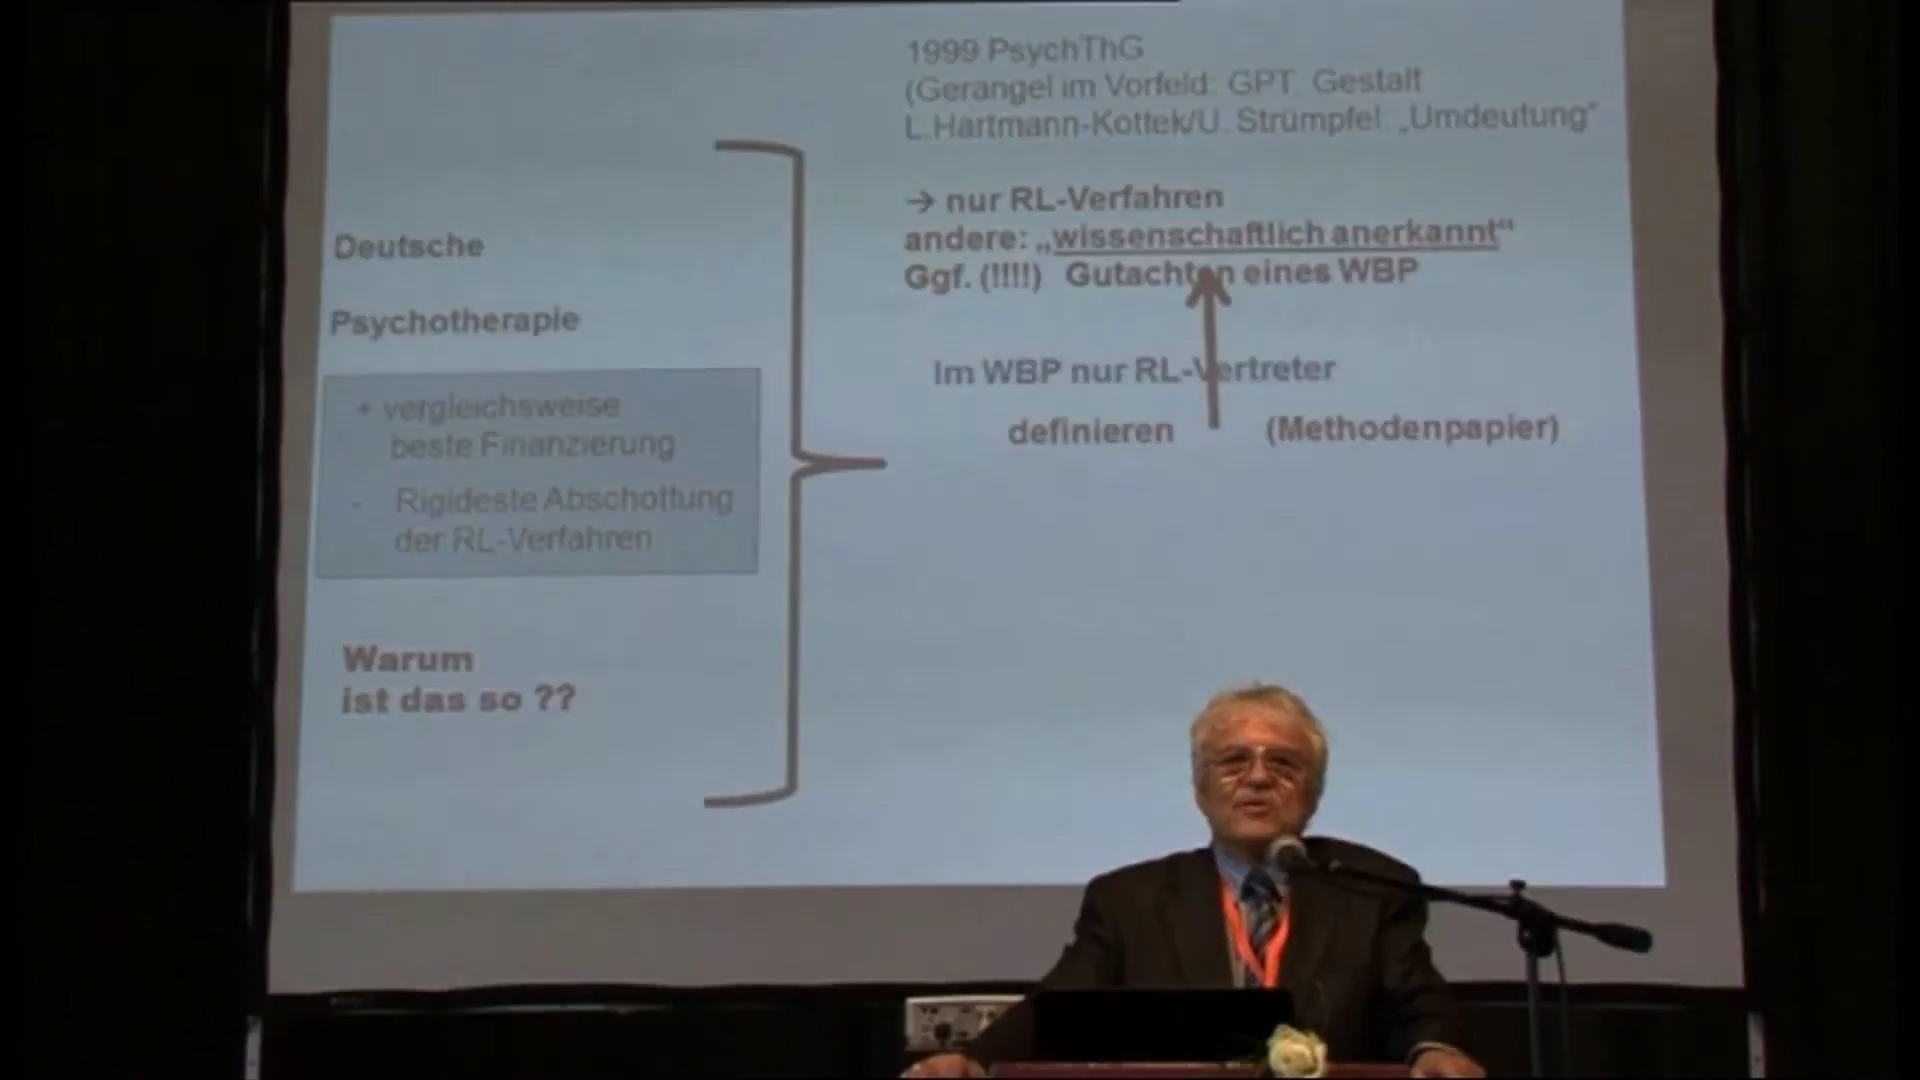 1999 PsychThG
(Gerangel im Vorfeld: GPT, Gestalt
L.Hartmann-Kottek/U. Strümpfel: „Umdeutung“
→ nur RL-Verfahren
andere: „wissenschaftlich anerkannt“
Ggf. (!!!!) Gutachten eines WBP
Im WBP nur RL-Vertreter
definieren (Methodenpapier)
Deutsche
Psychotherapie
+ vergleichsweise
beste Finanzierung
- Rigideste Abschottung
der RL-Verfahren
Warum
ist das so ??